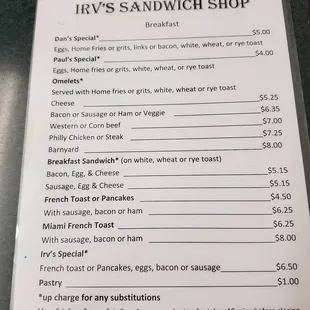 IRV'S SANDWICH SHOP
Breakfast
Dan's Special* $5.00
Eggs, Home Fries or grits, links or bacon, white, wheat, or rye toast
Paul's Special* $4.00
Eggs, Home fries or grits, white, wheat, or rye toast
Omelets*
Served with Home fries or grits, white, wheat or rye toast
Cheese $5.25
Bacon or Sausage or Ham or Veggie $6.35
Western or Corn beef $7.00
Philly Chicken or Steak $7.25
Barnyard $8.00
Breakfast Sandwich* (on white, wheat or rye toast)
Bacon, Egg, & Cheese $5.15
Sausage, Egg & Cheese $5.15
French Toast or Pancakes $4.50
With sausage, bacon or ham $6.25
Miami French Toast $6.25
With sausage, bacon or ham $8.00
Irv's Special*
French toast or Pancakes, eggs, bacon or sausage $6.50
Pastry $1.00
*up charge for any substitutions